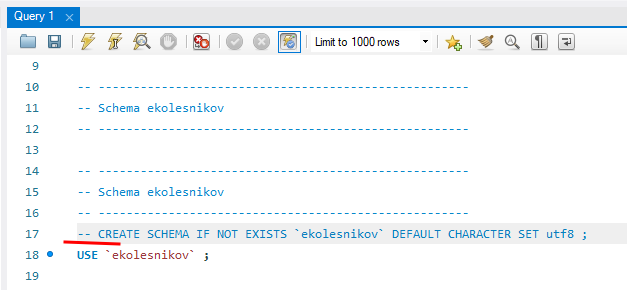 Query 1
Limit to 1000 rows
9
10 -- -----------------------------------------------------
11 -- Schema ekolesnikov
12 -- -----------------------------------------------------
13
14 -- -----------------------------------------------------
15 -- Schema ekolesnikov
16 -- -----------------------------------------------------
17 -- CREATE SCHEMA IF NOT EXISTS `ekolesnikov` DEFAULT CHARACTER SET utf8 ;
18 USE `ekolesnikov` ;
19